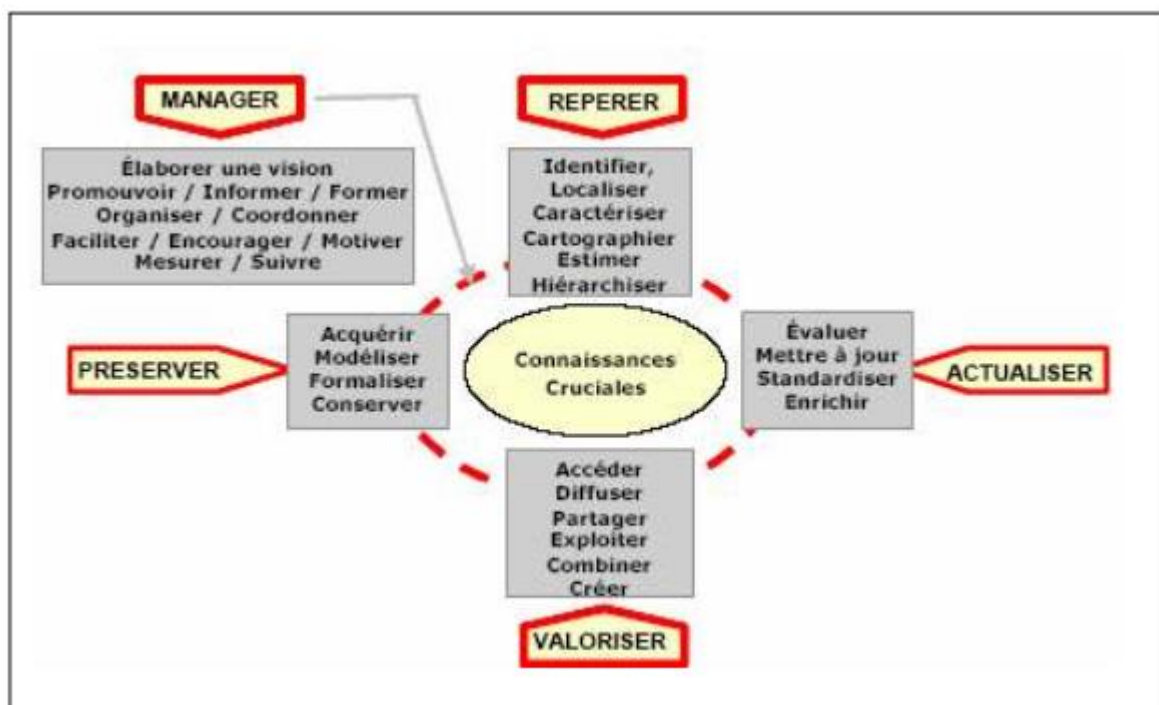 MANAGER
Élaborer une vision
Promouvoir / Informer / Former
Organiser / Coordonner
Faciliter / Encourager / Motiver
Mesurer / Suivre
REPERER
Identifier,
Localiser
Caractériser
Cartographier
Estimer
Hiérarchiser
PRESERVER
Acquérir
Modéliser
Formaliser
Conserver
Connaissances
Cruciales
Évaluer
Mettre à jour
Standardiser
Enrichir
ACTUALISER
Accéder
Diffuser
Partager
Exploiter
Combiner
Créer
VALORISER